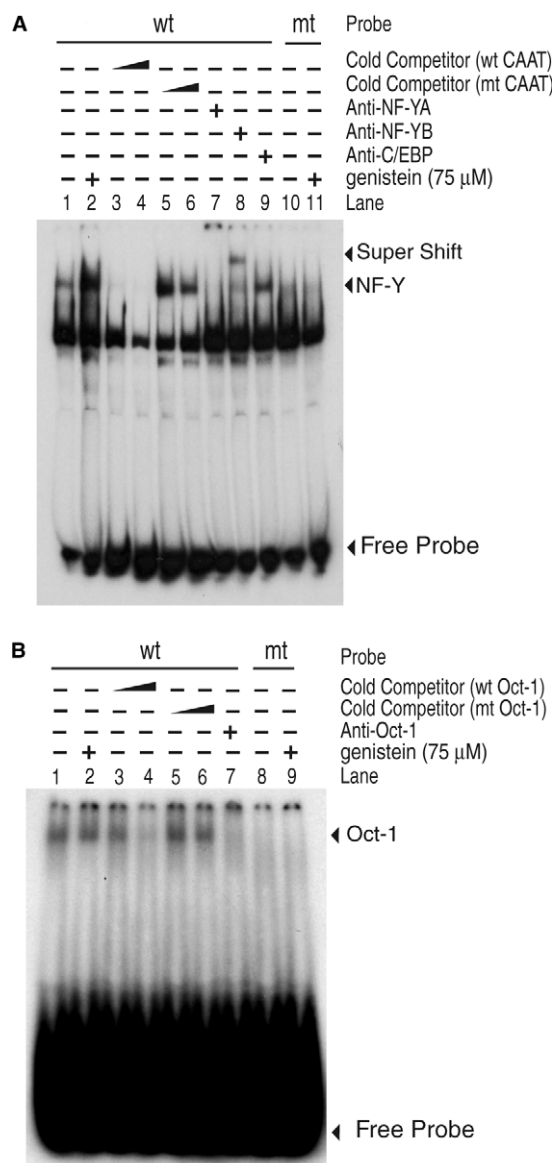 A
wt mt Probe
– – – – – – – – – Cold Competitor (wt CAAT)
– – – – – – – – – Cold Competitor (mt CAAT)
– – – – – – + – – – – Anti-NF-YA
– – – – – – – + – – – Anti-NF-YB
– – – – – – – – + – – Anti-C/EBP
– + – – – – – – – – + genistein (75 μM)
1 2 3 4 5 6 7 8 9 10 11 Lane
Super Shift
NF-Y
Free Probe
B
wt mt Probe
– – – – – – – Cold Competitor (wt Oct-1)
– – – – – – – Cold Competitor (mt Oct-1)
– – – – – – + – – Anti-Oct-1
– + – – – – – – + genistein (75 μM)
1 2 3 4 5 6 7 8 9 Lane
Oct-1
Free Probe